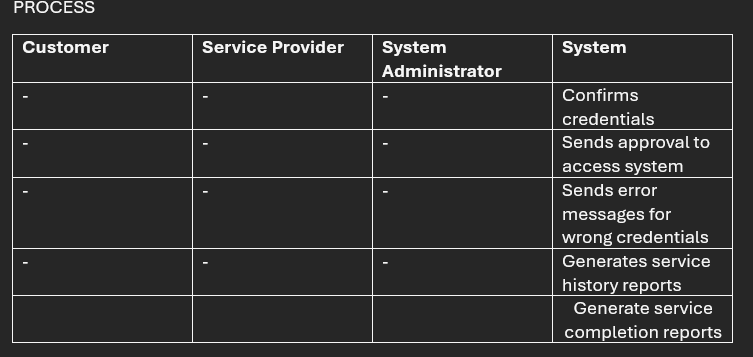 PROCESS
Customer Service Provider System Administrator System
- - - Confirms credentials
- - - Sends approval to access system
- - - Sends error messages for wrong credentials
- - - Generates service history reports
Generate service completion reports